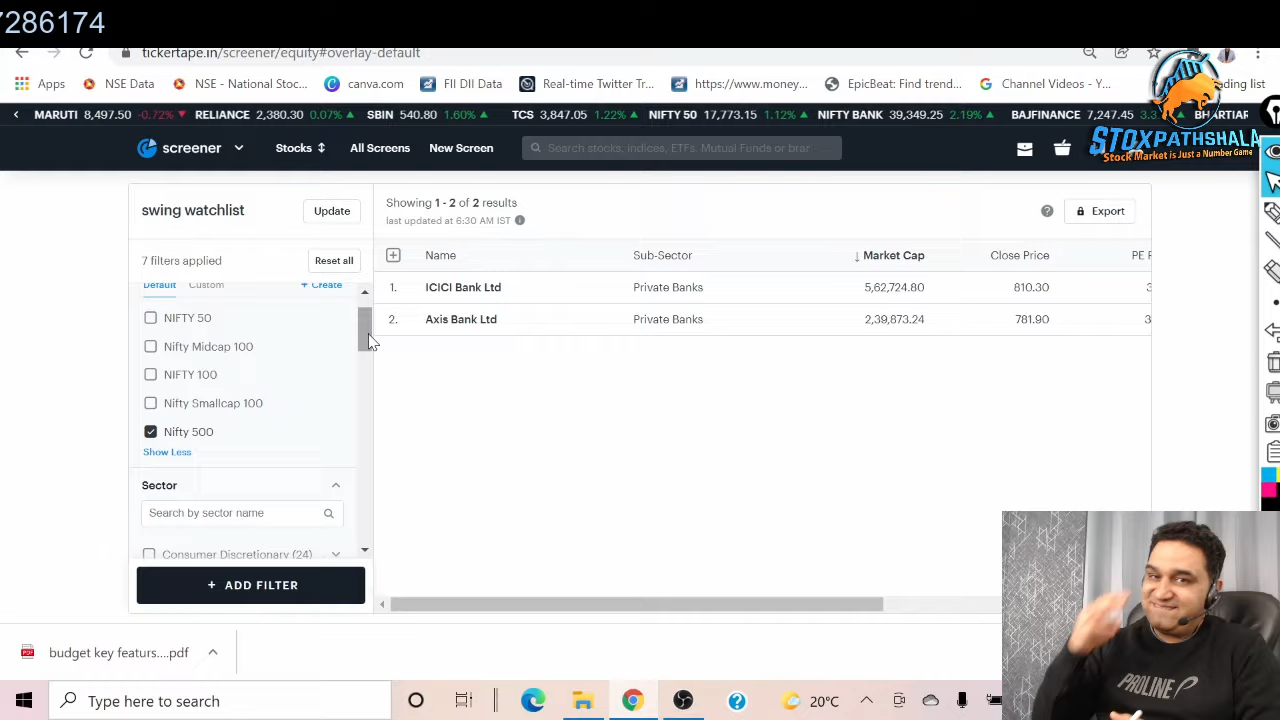 7286174
tickertape.in/screener/equity#overlay-default
Apps NSE Data NSE - National Stoc... canva.com FII DII Data Real-time Twitter Tr... https://www.money... EpicBeat: Find trend... Channel Videos - Y...
MARUTI 8,497.50 -0.72% RELIANCE 2,380.30 0.07% SBIN 540.80 1.60% TCS 3,847.05 1.22% NIFTY 50 17,773.15 1.12% NIFTY BANK 39,349.25 2.19% BAJFINANCE 7,247.45
STOXPATHSHALA
Stock Market is Just a Number Game
screener Stocks All Screens New Screen Search stocks, indices, ETFs. Mutual Funds or brar
swing watchlist Update
Showing 1 - 2 of 2 results
last updated at 6:30 AM IST
Export
7 filters applied Reset all
Name Sub-Sector Market Cap Close Price PE
Default Custom + Create
1. ICICI Bank Ltd Private Banks 5,62,724.80 810.30 3
2. Axis Bank Ltd Private Banks 2,39,873.24 781.90 3
NIFTY 50
Nifty Midcap 100
NIFTY 100
Nifty Smallcap 100
Nifty 500
Show Less
Sector
Search by sector name
Consumer Discretionary (24)
+ ADD FILTER
PROLINE
budget key featurs....pdf
Type here to search
20°C